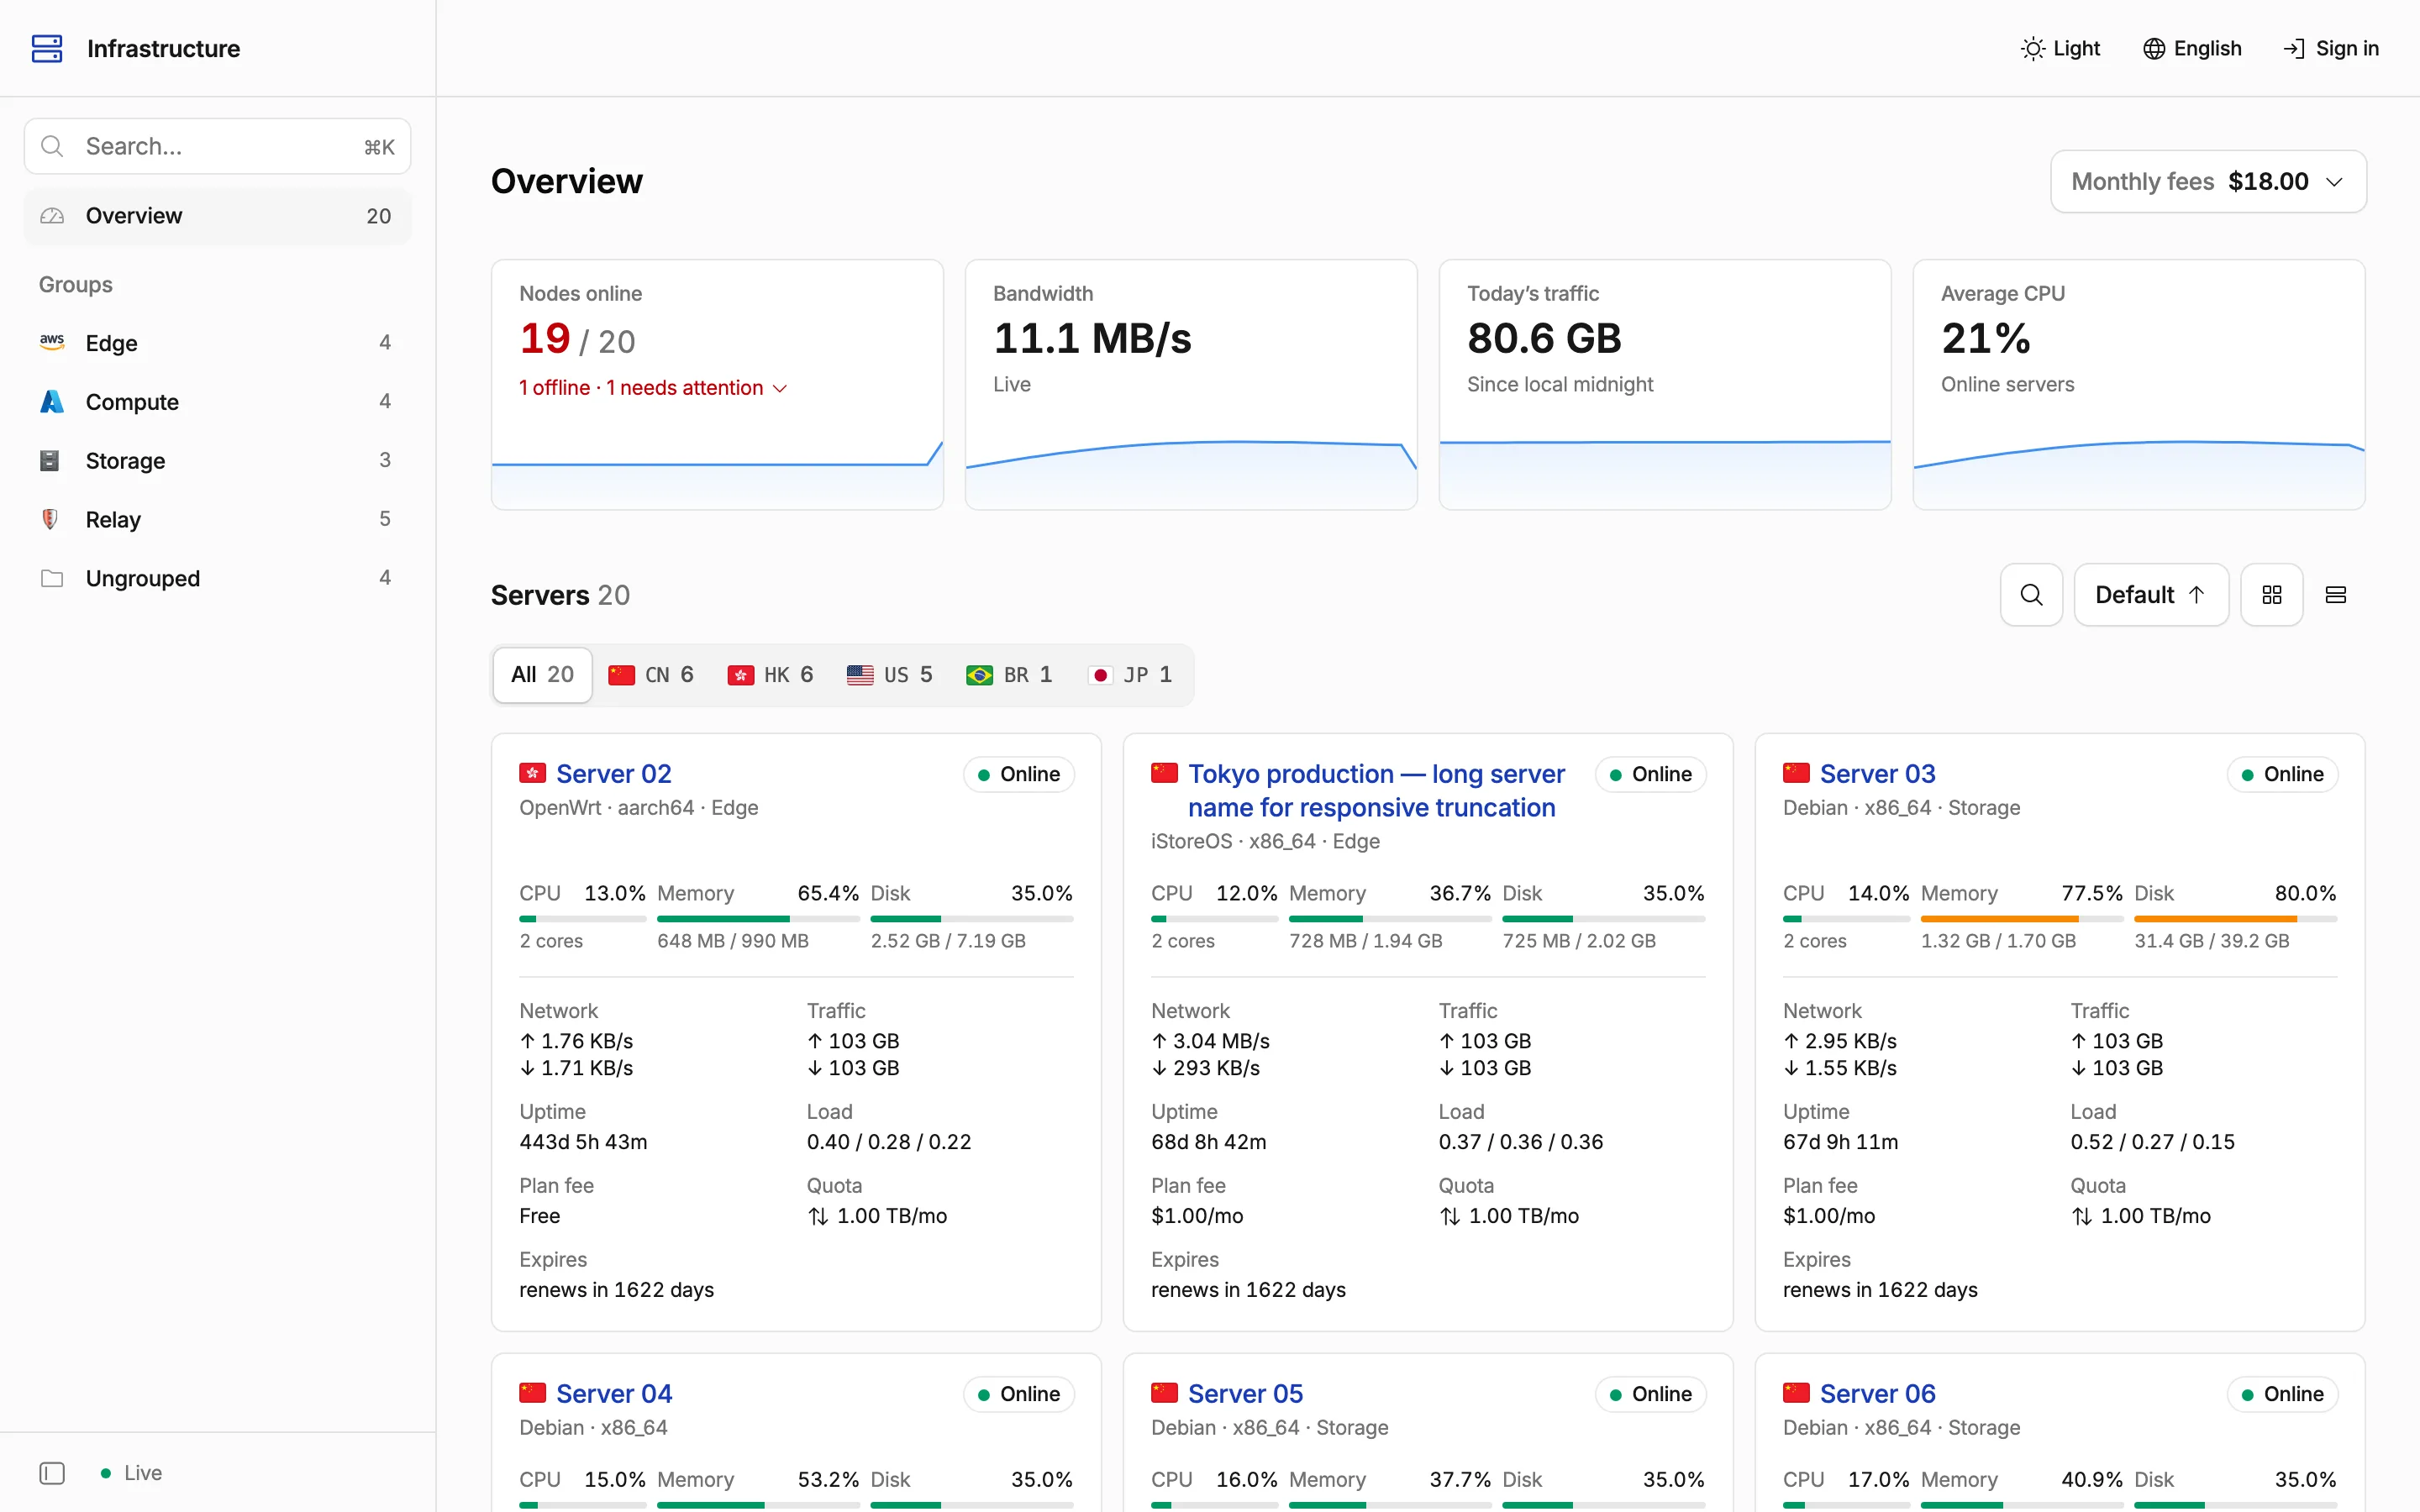 Infrastructure
Light
English
Sign in
Search...
⌘K
Overview 20
Groups
aws Edge 4
Compute 4
Storage 3
Relay 5
Ungrouped 4
Live
Overview
Monthly fees $18.00
Nodes online
19 / 20
1 offline · 1 needs attention
Bandwidth
11.1 MB/s
Live
Today’s traffic
80.6 GB
Since local midnight
Average CPU
21%
Online servers
Servers 20
Default ↑
All 20 CN 6 HK 6 US 5 BR 1 JP 1
Server 02
Online
OpenWrt · aarch64 · Edge
CPU 13.0% Memory 65.4% Disk 35.0%
2 cores 648 MB / 990 MB 2.52 GB / 7.19 GB
Network Traffic
↑ 1.76 KB/s ↑ 103 GB
↓ 1.71 KB/s ↓ 103 GB
Uptime Load
443d 5h 43m 0.40 / 0.28 / 0.22
Plan fee Quota
Free ↑↓ 1.00 TB/mo
Expires
renews in 1622 days
Tokyo production — long server
name for responsive truncation
Online
iStoreOS · x86_64 · Edge
CPU 12.0% Memory 36.7% Disk 35.0%
2 cores 728 MB / 1.94 GB 725 MB / 2.02 GB
Network Traffic
↑ 3.04 MB/s ↑ 103 GB
↓ 293 KB/s ↓ 103 GB
Uptime Load
68d 8h 42m 0.37 / 0.36 / 0.36
Plan fee Quota
$1.00/mo ↑↓ 1.00 TB/mo
Expires
renews in 1622 days
Server 03
Online
Debian · x86_64 · Storage
CPU 14.0% Memory 77.5% Disk 80.0%
2 cores 1.32 GB / 1.70 GB 31.4 GB / 39.2 GB
Network Traffic
↑ 2.95 KB/s ↑ 103 GB
↓ 1.55 KB/s ↓ 103 GB
Uptime Load
67d 9h 11m 0.52 / 0.27 / 0.15
Plan fee Quota
$1.00/mo ↑↓ 1.00 TB/mo
Expires
renews in 1622 days
Server 04
Online
Debian · x86_64
CPU 15.0% Memory 53.2% Disk 35.0%
Server 05
Online
Debian · x86_64 · Storage
CPU 16.0% Memory 37.7% Disk 35.0%
Server 06
Online
Debian · x86_64 · Storage
CPU 17.0% Memory 40.9% Disk 35.0%